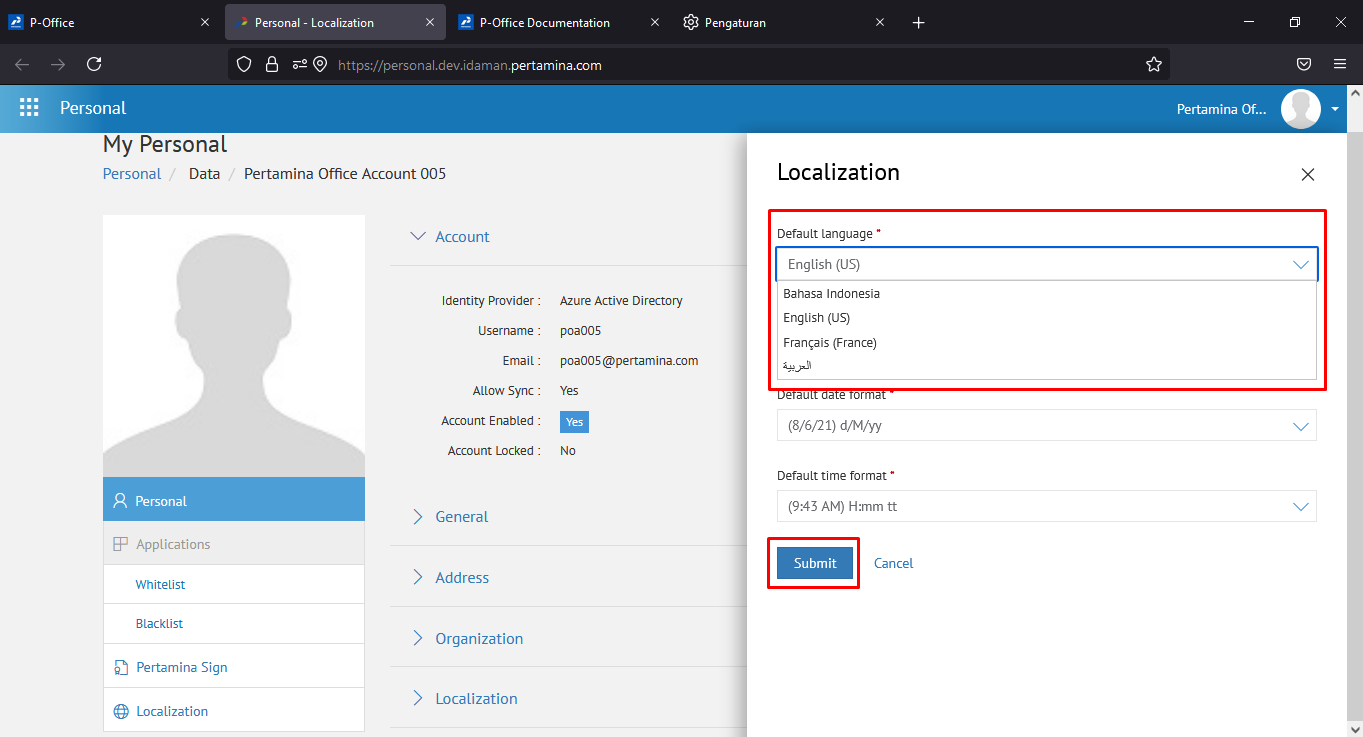 P-Office
Personal - Localization
P-Office Documentation
Pengaturan
https://personal.dev.idaman.pertamina.com
Personal
Pertamina Of...
My Personal
Personal / Data / Pertamina Office Account 005
Account
Identity Provider : Azure Active Directory
Username : poa005
Email : poa005@pertamina.com
Allow Sync : Yes
Account Enabled : Yes
Account Locked : No
General
Address
Organization
Localization
Personal
Applications
Whitelist
Blacklist
Pertamina Sign
Localization
Localization
Default language *
English (US)
Bahasa Indonesia
English (US)
Français (France)
العربية
Default date format *
(8/6/21) d/M/yy
Default time format *
(9:43 AM) H:mm tt
Submit
Cancel